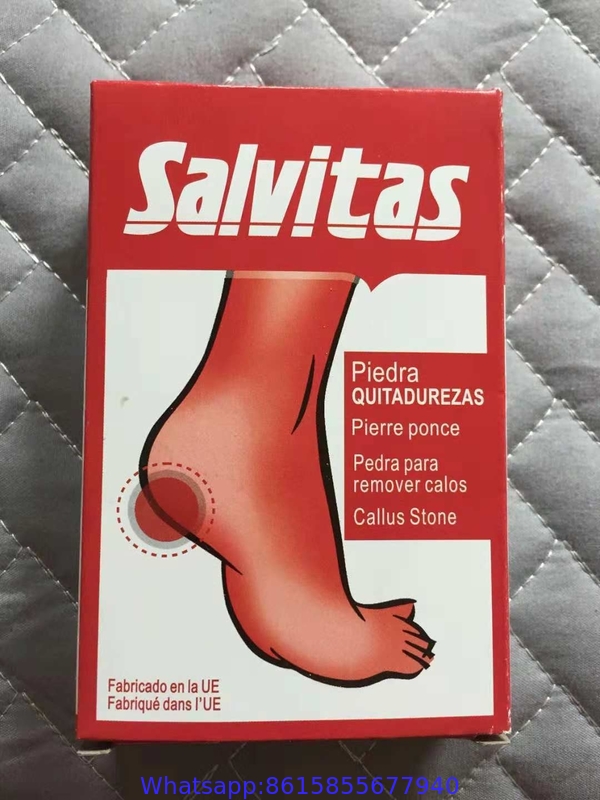 Salvitas
Piedra
QUITADUREZAS
Pierre ponce
Pedra para
remover calos
Callus Stone
Fabricado en la UE
Fabriqué dans l'UE
Whatsapp:8615855677940